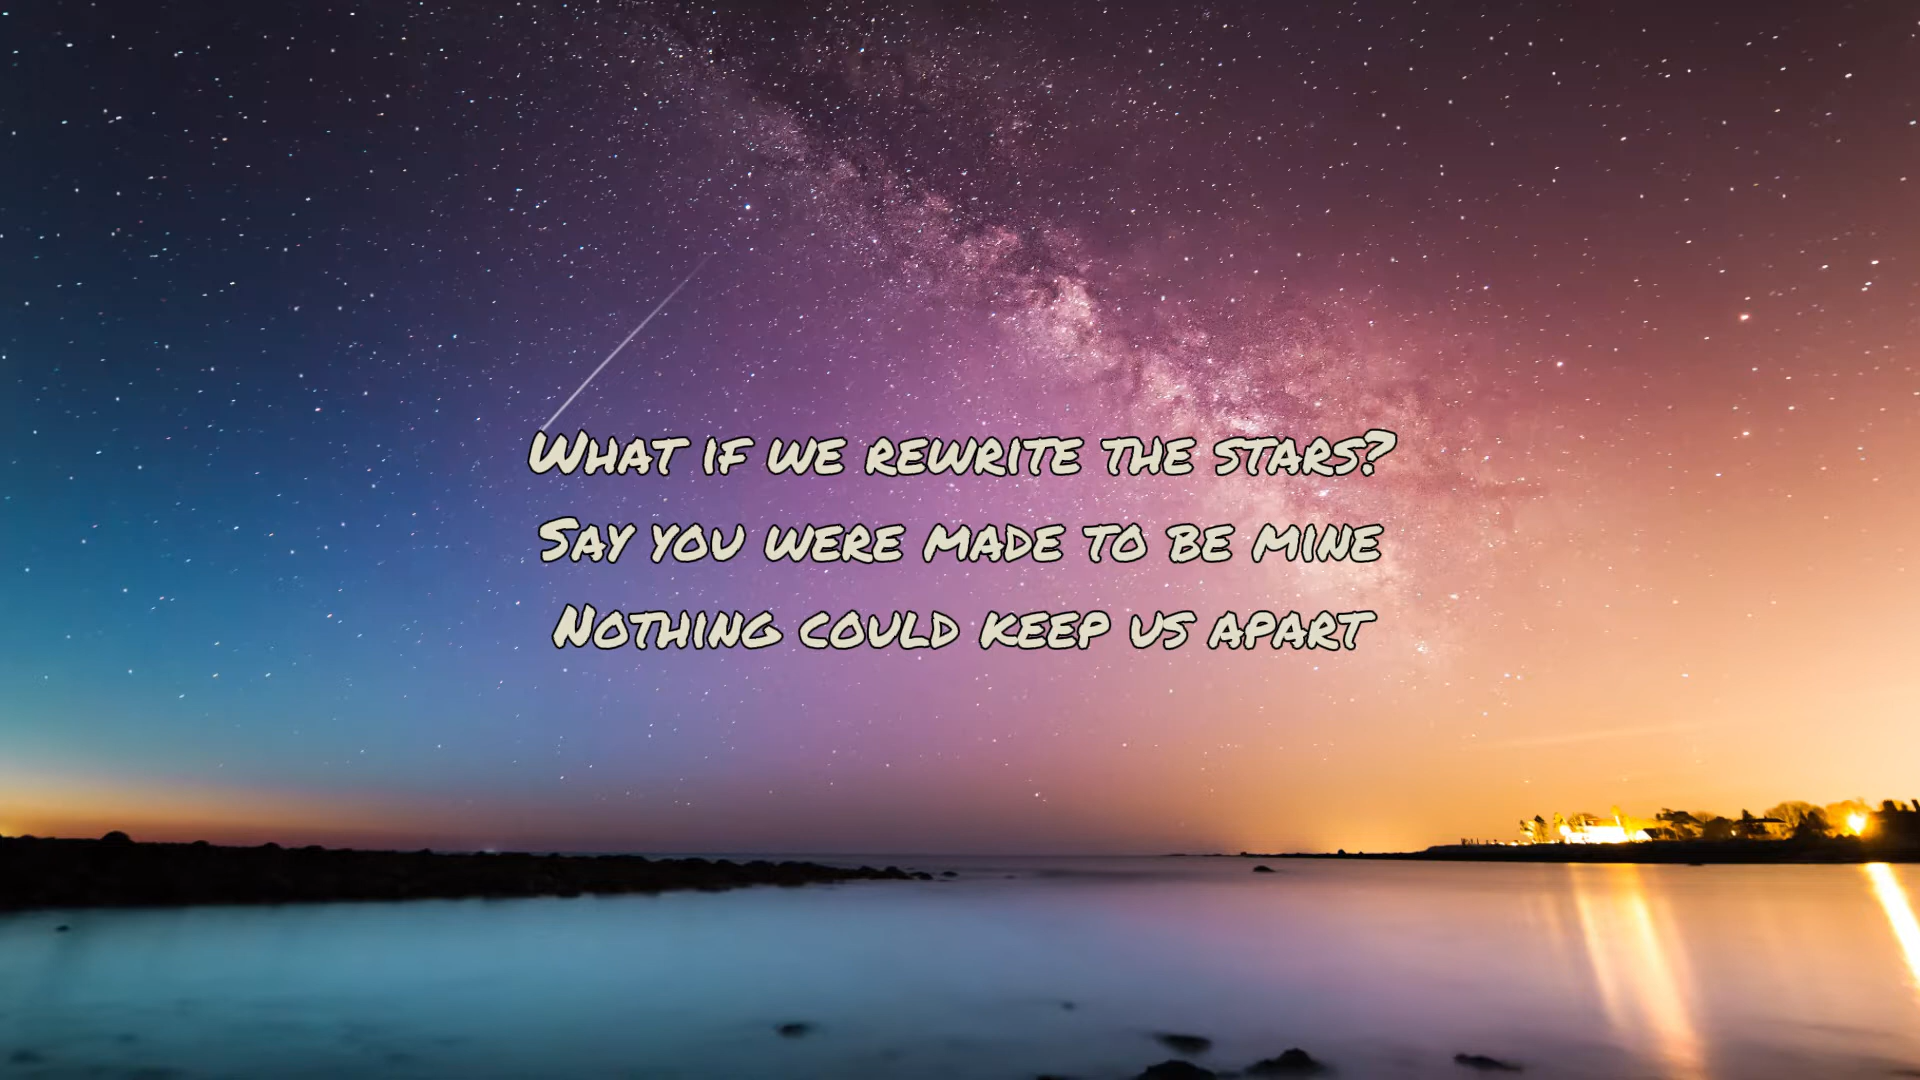 What if we rewrite the stars?
Say you were made to be mine
Nothing could keep us apart